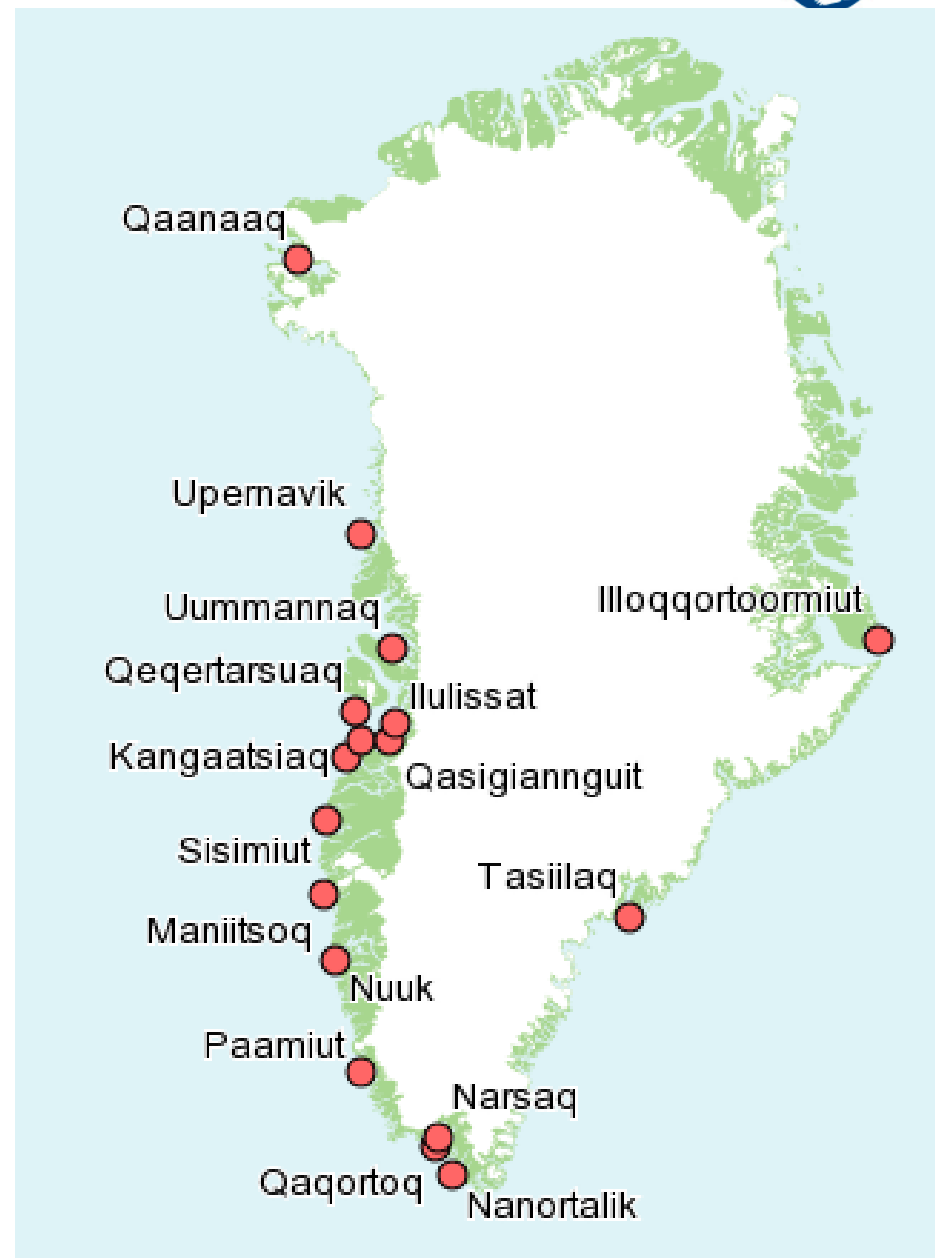 Qaanaaq
Upernavik
Illoqqortoormiut
Uummannaq
Qeqertarsuaq
Ilulissat
Kangaatsiaq
Qasigiannguit
Sisimiut
Tasiilaq
Maniitsoq
Nuuk
Paamiut
Narsaq
Qaqortoq
Nanortalik